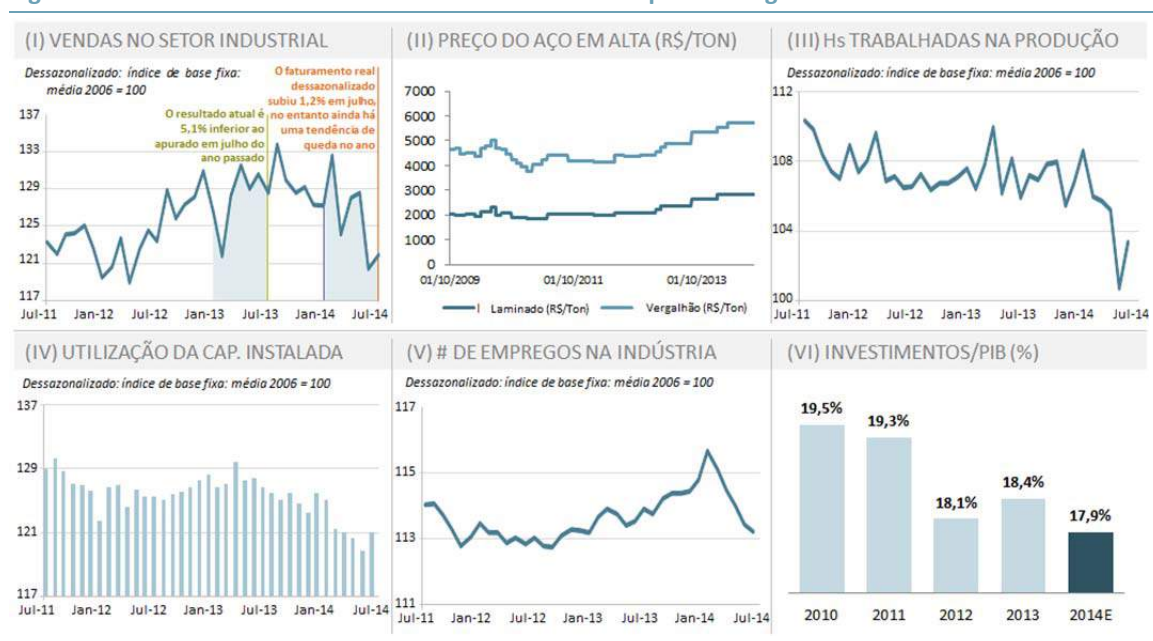 (I) VENDAS NO SETOR INDUSTRIAL
Dessazonalizado: índice de base fixa:
média 2006 = 100
O faturamento real
dessazonalizado
subiu 1,2% em julho,
no entanto ainda há
uma tendência de
queda no ano
O resultado atual é
5,1% inferior ao
apurado em julho do
ano passado
137
133
129
125
121
117
Jul-11 Jan-12 Jul-12 Jan-13 Jul-13 Jan-14 Jul-14
(II) PREÇO DO AÇO EM ALTA (R$/TON)
7000
6000
5000
4000
3000
2000
1000
0
01/10/2009 01/10/2011 01/10/2013
Laminado (R$/Ton) Vergalhão (R$/Ton)
(III) Hs TRABALHADAS NA PRODUÇÃO
Dessazonalizado: índice de base fixa: média 2006 = 100
112
108
104
100
Jul-11 Jan-12 Jul-12 Jan-13 Jul-13 Jan-14 Jul-14
(IV) UTILIZAÇÃO DA CAP. INSTALADA
Dessazonalizado: índice de base fixa: média 2006 = 100
137
129
121
117
Jul-11 Jan-12 Jul-12 Jan-13 Jul-13 Jan-14 Jul-14
(V) # DE EMPREGOS NA INDÚSTRIA
Dessazonalizado: índice de base fixa: média 2006 = 100
117
115
113
111
Jul-11 Jan-12 Jul-12 Jan-13 Jul-13 Jan-14 Jul-14
(VI) INVESTIMENTOS/PIB (%)
19,5%
19,3%
18,1%
18,4%
17,9%
2010 2011 2012 2013 2014E